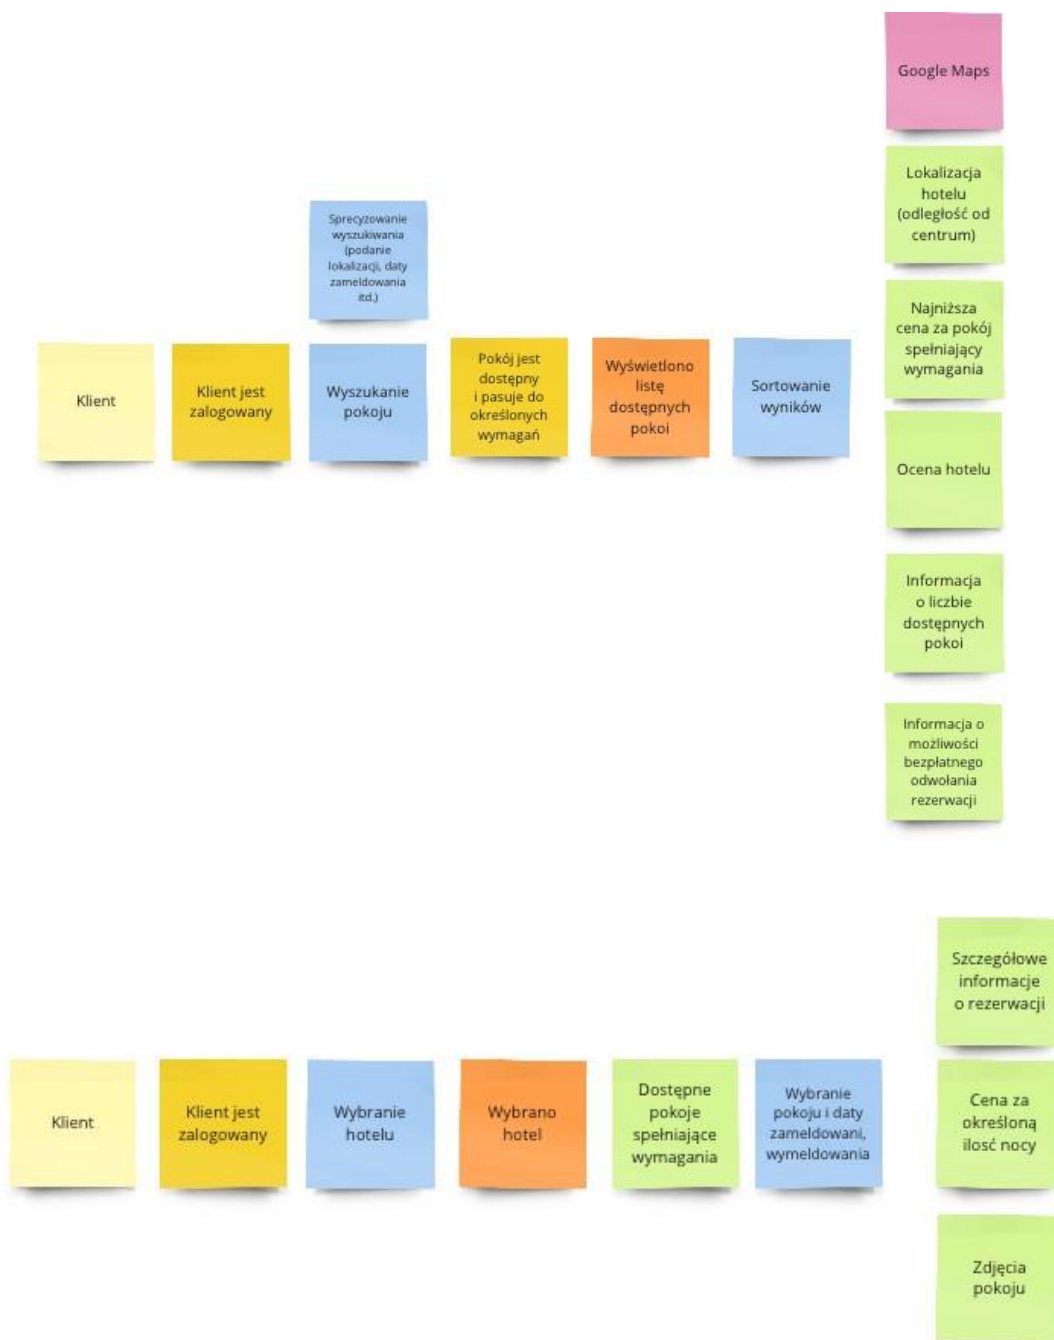 Google Maps
Lokalizacja
hotelu
(odległość od
centrum)
Sprecyzowanie
wyszukiwania
(podanie
lokalizacji, daty
zameldowania
itd.)
Najniższa
cena za pokój
spełniający
wymagania
Klient
Klient jest
zalogowany
Wyszukanie
pokoju
Pokój jest
dostępny
i pasuje do
określonych
wymagań
Wyświetlono
listę
dostępnych
pokoi
Sortowanie
wyników
Ocena hotelu
Informacja
o liczbie
dostępnych
pokoi
Informacja o
możliwości
bezpłatnego
odwołania
rezerwacji
Szczegółowe
informacje
o rezerwacji
Klient
Klient jest
zalogowany
Wybranie
hotelu
Wybrano
hotel
Dostępne
pokoje
spełniające
wymagania
Wybranie
pokoju i daty
zameldowani,
wymeldowania
Cena za
określoną
ilosć nocy
Zdjęcia
pokoju